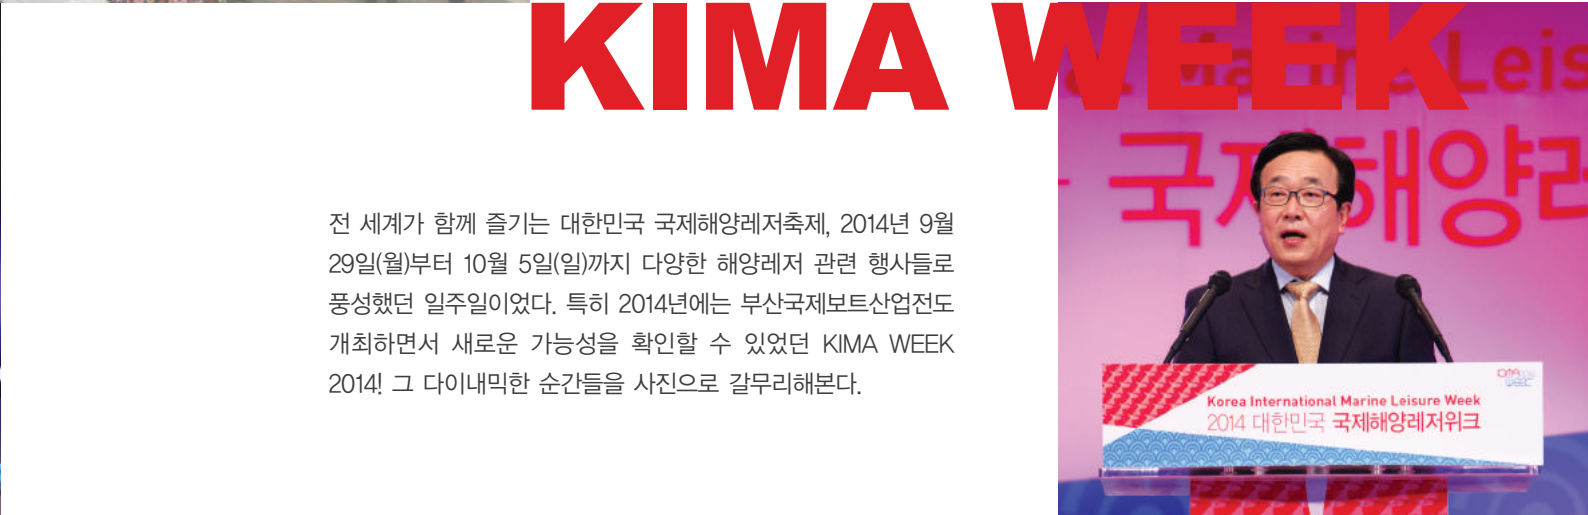 KIMA WEEK
Marine Leis
국제해양레
전 세계가 함께 즐기는 대한민국 국제해양레저축제, 2014년 9월
29일(월)부터 10월 5일(일)까지 다양한 해양레저 관련 행사들로
풍성했던 일주일이었다. 특히 2014년에는 부산국제보트산업전도
개최하면서 새로운 가능성을 확인할 수 있었던 KIMA WEEK
2014! 그 다이내믹한 순간들을 사진으로 갈무리해본다.
Korea International Marine Leisure Week
2014 대한민국 국제해양레저위크